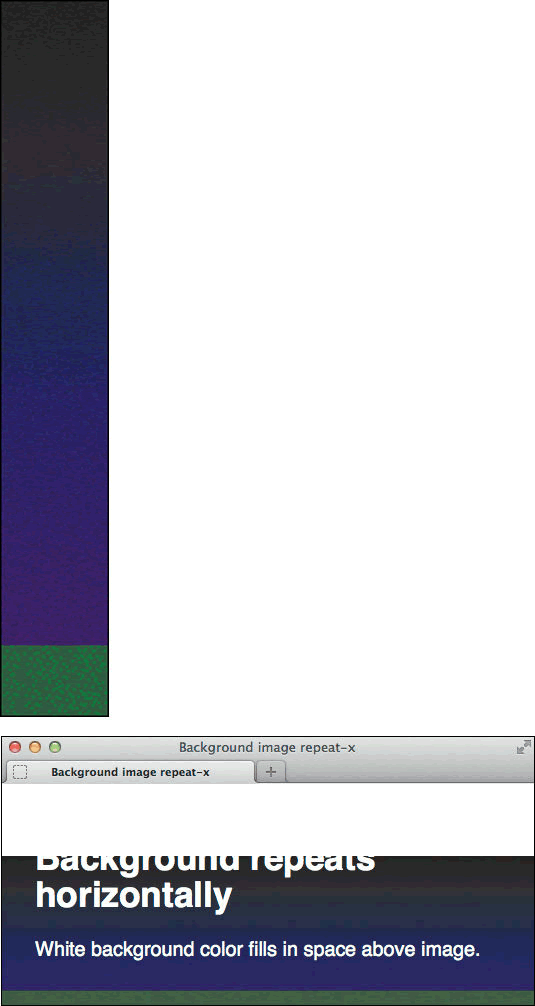 Background image repeat-x
Background image repeat-x
Background repeats
horizontally
White background color fills in space above image.